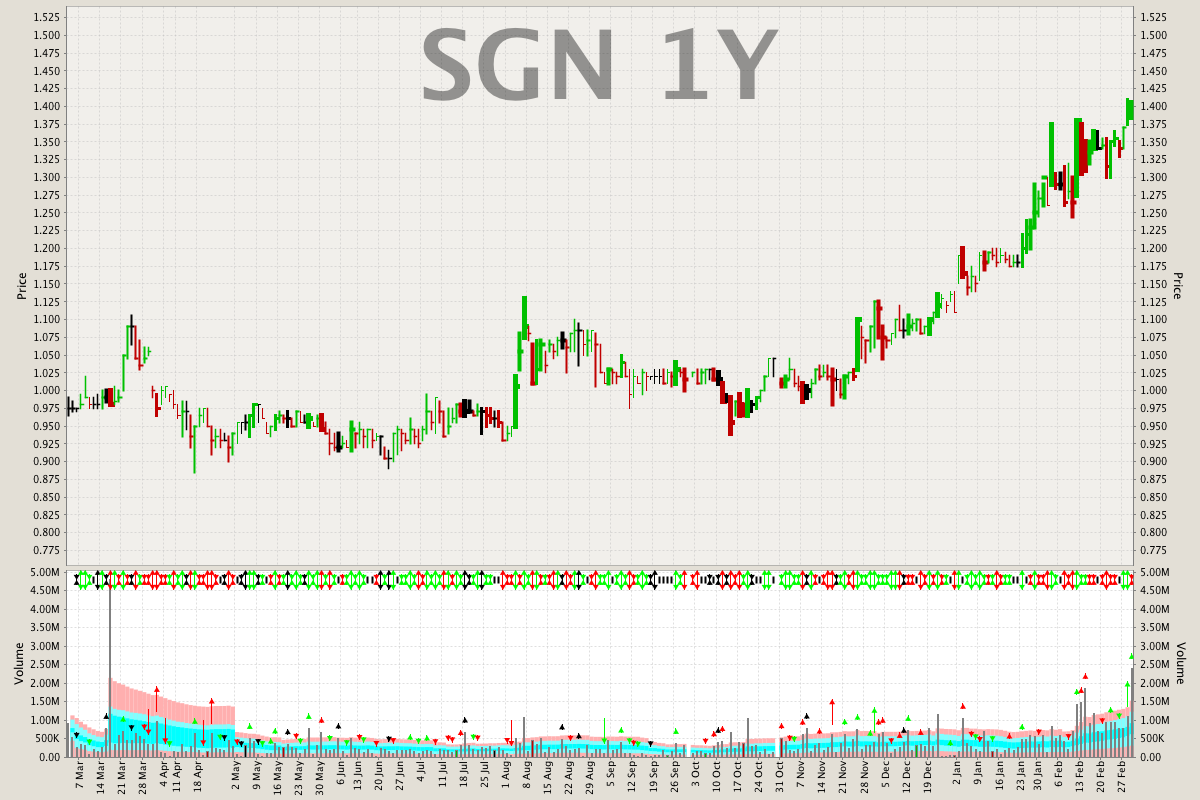 SGN 1Y
1.525
1.500
1.475
1.450
1.425
1.400
1.375
1.350
1.325
1.300
1.275
1.250
1.225
1.200
1.175
1.150
1.125
1.100
1.075
1.050
1.025
1.000
0.975
0.950
0.925
0.900
0.875
0.850
0.825
0.800
0.775
Price
1.525
1.500
1.475
1.450
1.425
1.400
1.375
1.350
1.325
1.300
1.275
1.250
1.225
1.200
1.175
1.150
1.125
1.100
1.075
1.050
1.025
1.000
0.975
0.950
0.925
0.900
0.875
0.850
0.825
0.800
0.775
Price
5.00M
4.50M
4.00M
3.50M
3.00M
2.50M
2.00M
1.50M
1.00M
500K
0.00
Volume
5.00M
4.50M
4.00M
3.50M
3.00M
2.50M
2.00M
1.50M
1.00M
500K
0.00
Volume
7 Mar
14 Mar
21 Mar
28 Mar
4 Apr
11 Apr
18 Apr
2 May
9 May
16 May
23 May
30 May
6 Jun
13 Jun
20 Jun
27 Jun
4 Jul
11 Jul
18 Jul
25 Jul
1 Aug
8 Aug
15 Aug
22 Aug
29 Aug
5 Sep
12 Sep
19 Sep
26 Sep
3 Oct
10 Oct
17 Oct
24 Oct
31 Oct
7 Nov
14 Nov
21 Nov
28 Nov
5 Dec
12 Dec
19 Dec
2 Jan
9 Jan
16 Jan
23 Jan
30 Jan
6 Feb
13 Feb
20 Feb
27 Feb